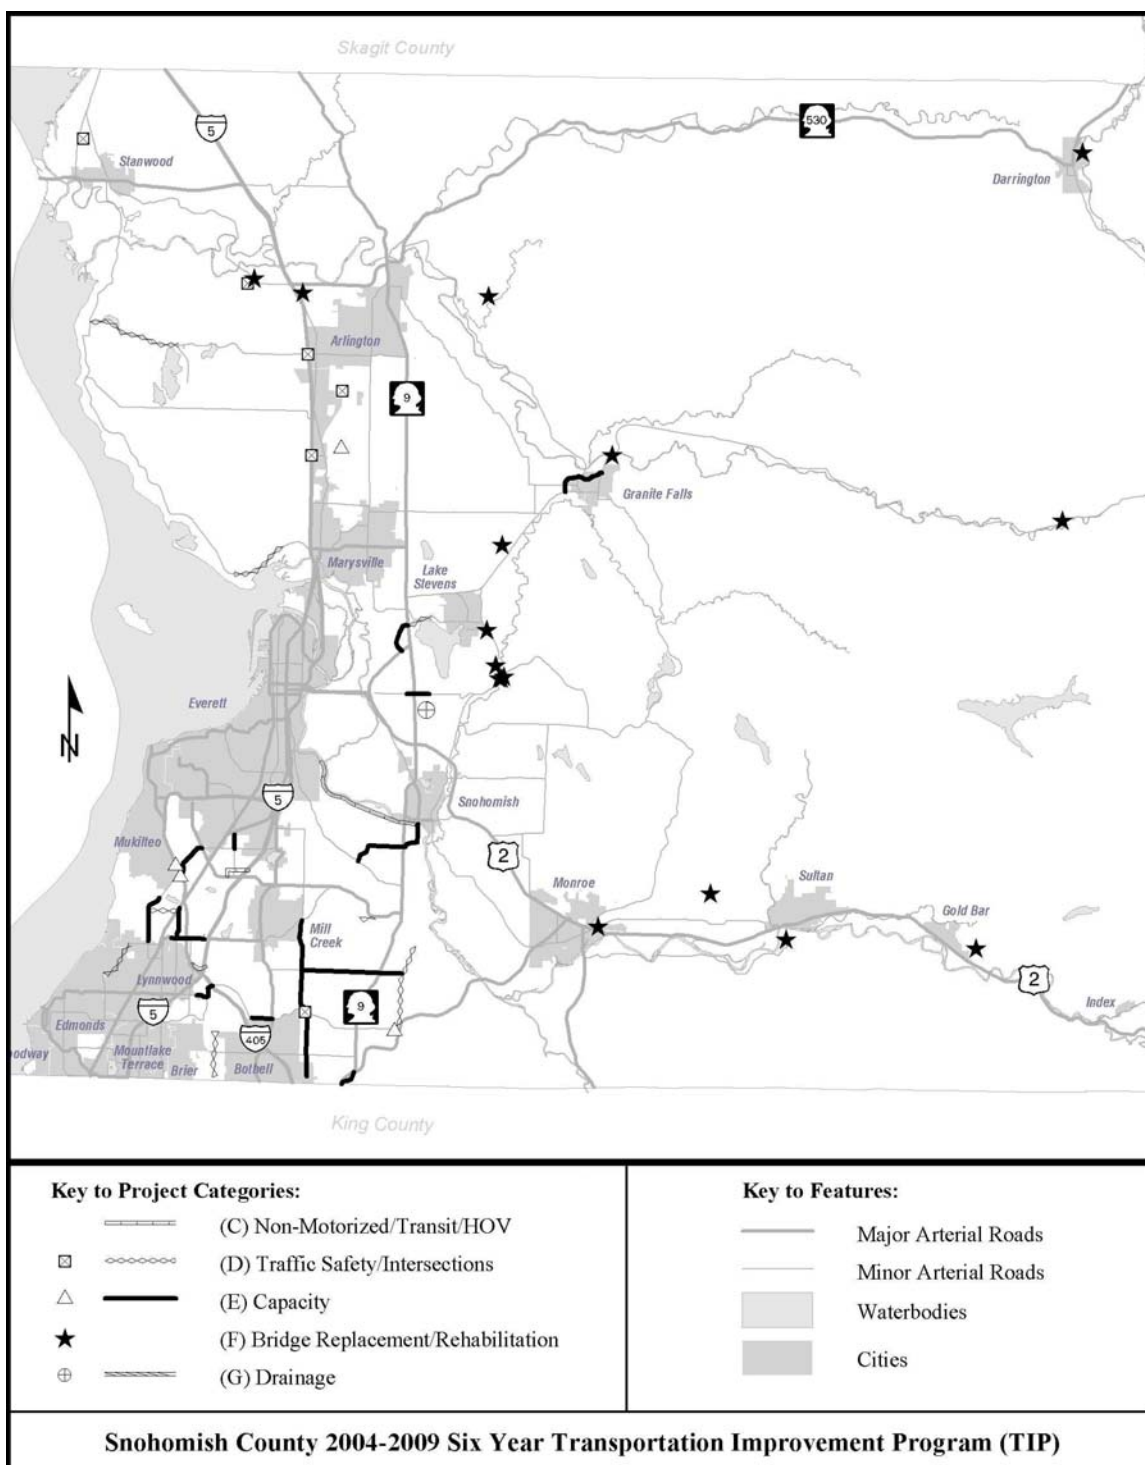 Skagit County
5
530
Stanwood
Darrington
Arlington
9
Granite Falls
Marysville
Lake
Stevens
Everett
N
5
Snohomish
Mukilteo
2
Monroe
Sultan
Gold Bar
Mill
Creek
Lynnwood
2
9
5
Index
Edmonds
405
oodway
Mountlake
Terrace
Brier
Bothell
King County
Key to Project Categories:
(C) Non-Motorized/Transit/HOV
(D) Traffic Safety/Intersections
(E) Capacity
(F) Bridge Replacement/Rehabilitation
(G) Drainage
Key to Features:
Major Arterial Roads
Minor Arterial Roads
Waterbodies
Cities
Snohomish County 2004-2009 Six Year Transportation Improvement Program (TIP)